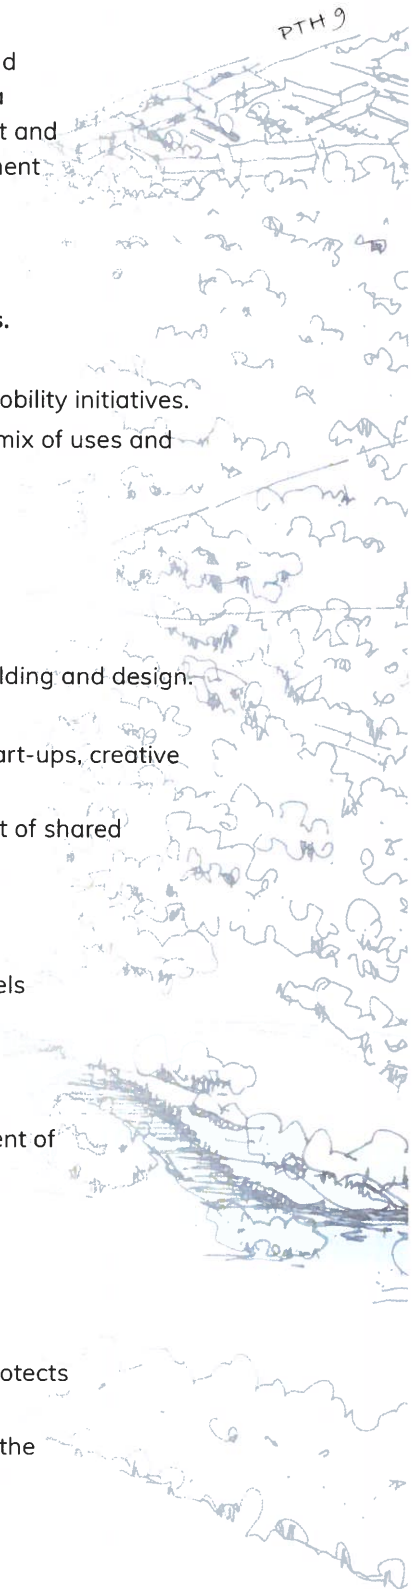 PTH 9
d
a
t and
nent
s.
obility initiatives.
mix of uses and
lding and design.
art-ups, creative
t of shared
els
ent of
otects
the